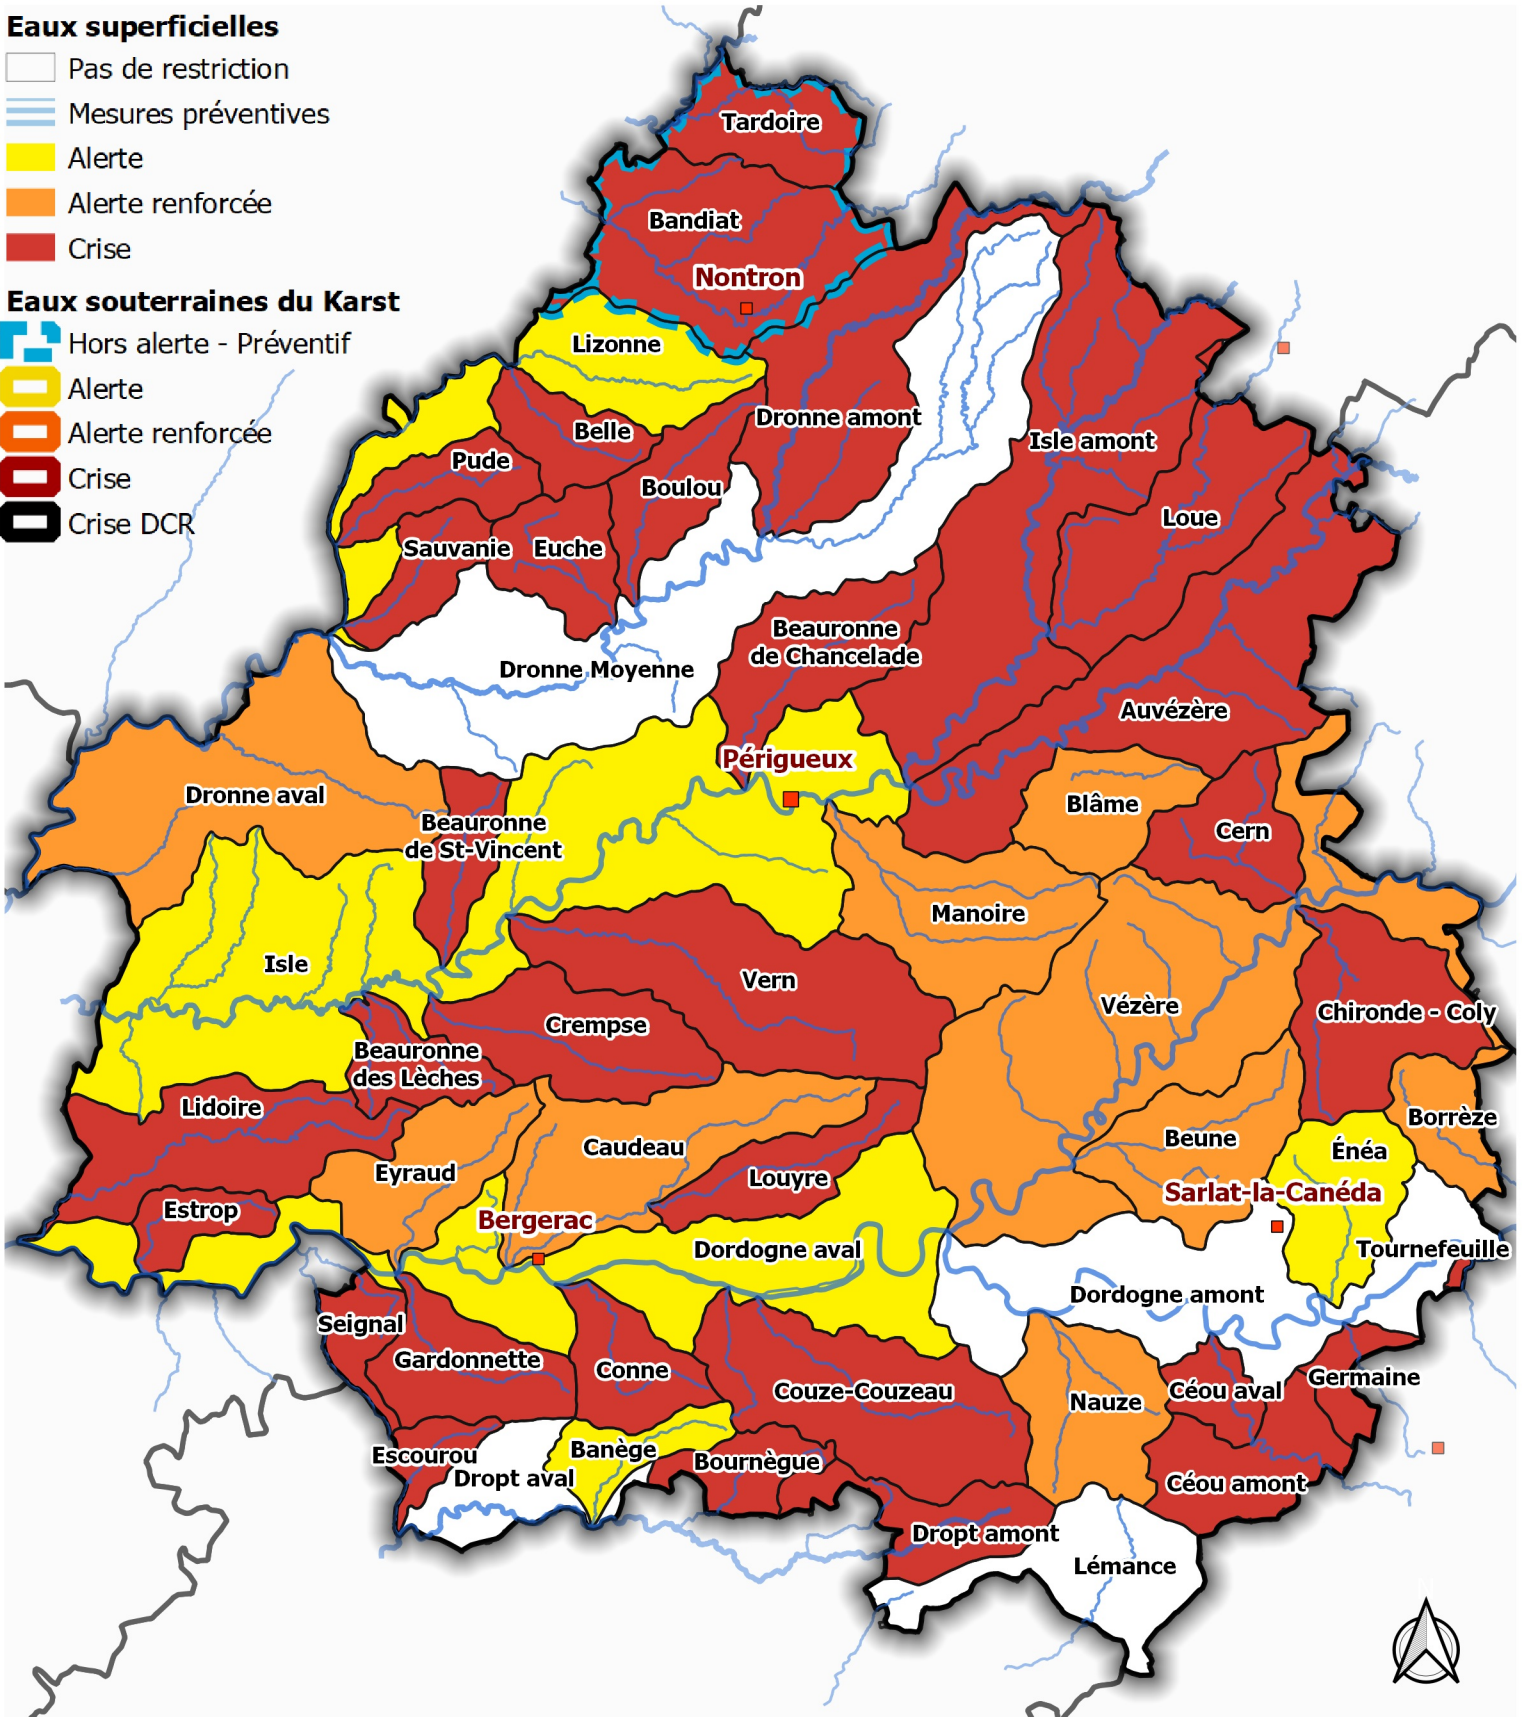 Eaux superficielles
Pas de restriction
Mesures préventives
Alerte
Alerte renforcée
Crise
Eaux souterraines du Karst
Hors alerte - Préventif
Alerte
Alerte renforcée
Crise
Crise DCR
Tardoire
Bandiat
Nontron
Lizonne
Dronne amont
Belle
Isle amont
Pude
Boulou
Loue
Sauvanie
Euche
Beauronne
de Chancelade
Dronne Moyenne
Auvézère
Périgueux
Dronne aval
Blâme
Beauronne
de St-Vincent
Cern
Manoire
Isle
Vern
Vézère
Chironde - Coly
Crempse
Beauronne
des Lèches
Lidoire
Borrèze
Beune
Caudeau
Énéa
Eyraud
Louyre
Sarlat-la-Canéda
Estrop
Bergerac
Dordogne aval
Tournefeuille
Dordogne amont
Seignal
Gardonnette
Conne
Germaine
Couze-Couzeau
Céou aval
Nauze
Escourou
Banège
Bournègue
Dropt aval
Céou amont
Dropt amont
Lémance
N